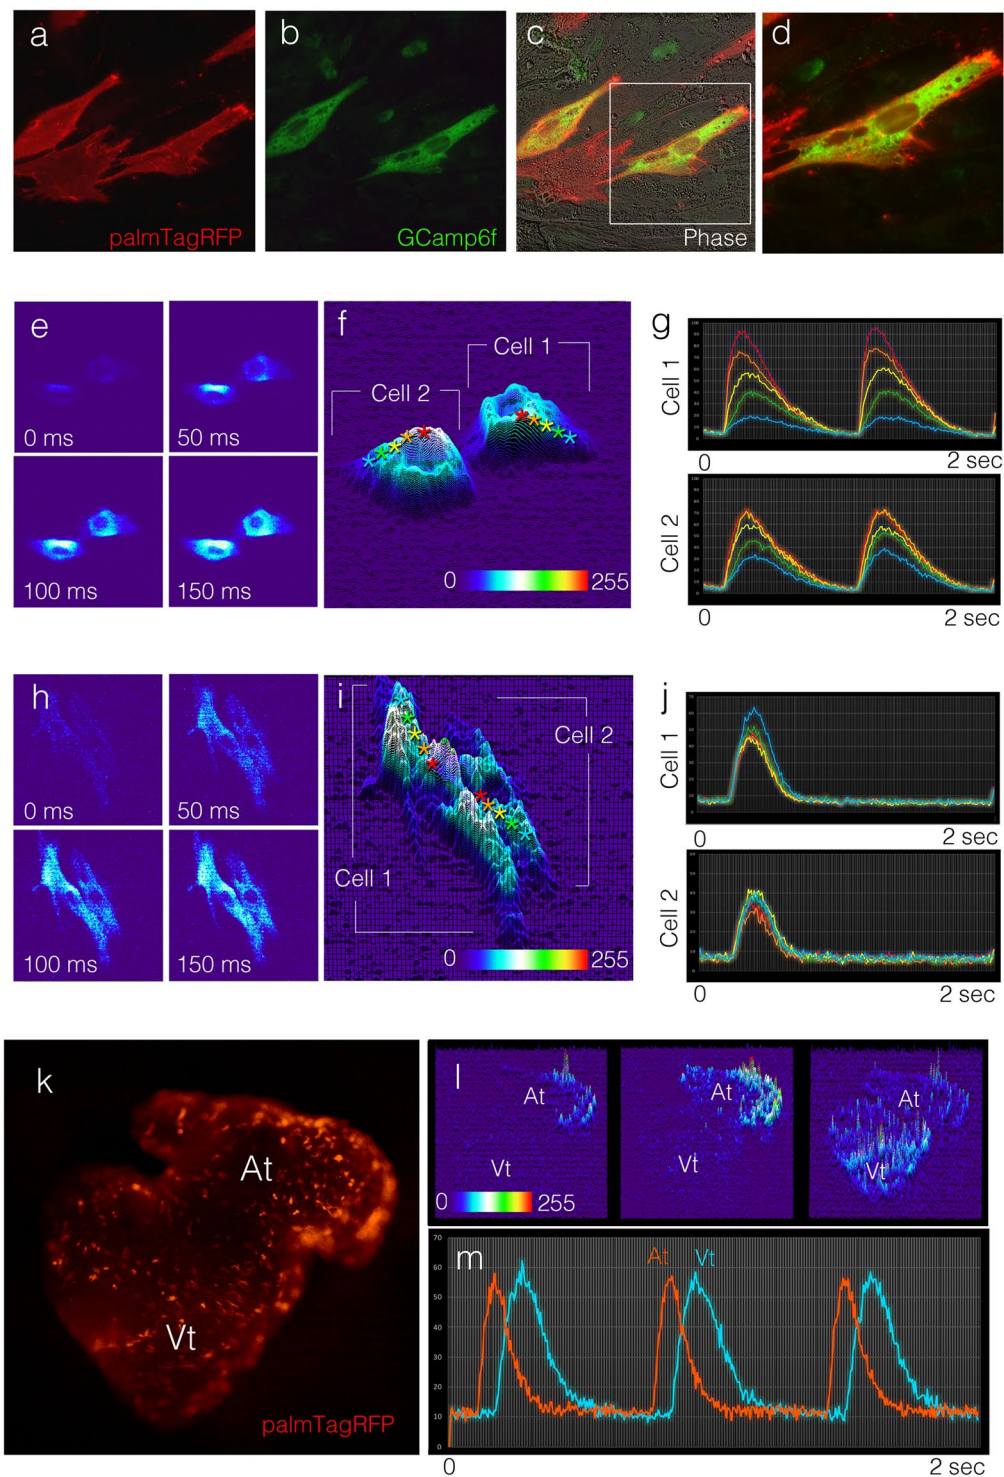 a
b
c
d
palmTagRFP
GCamp6f
Phase
e
f
g
0 ms
50 ms
100 ms
150 ms
Cell 1
Cell 2
0
255
Cell 1
0
2 sec
Cell 2
0
2 sec
h
i
j
0 ms
50 ms
100 ms
150 ms
Cell 2
Cell 1
0
255
Cell 1
0
2 sec
Cell 2
0
2 sec
k
At
Vt
palmTagRFP
l
At
Vt
At
Vt
At
Vt
0
255
m
At
Vt
70
60
50
40
30
20
10
0
0
2 sec